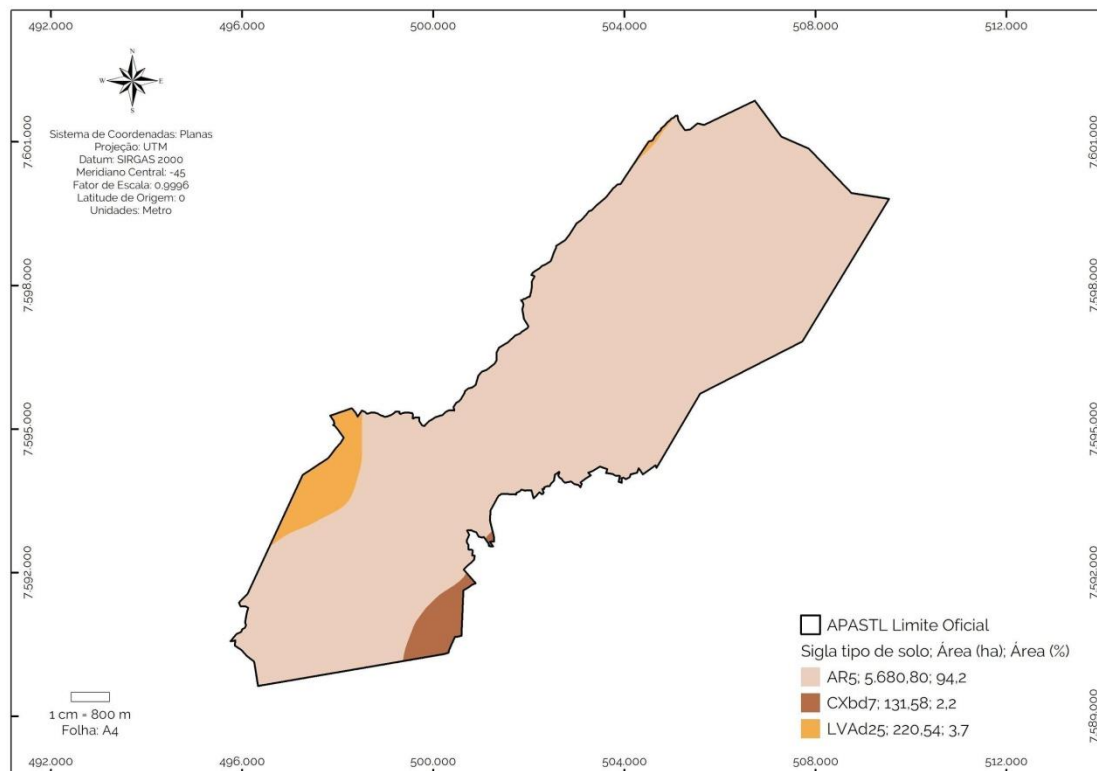 492.000 496.000 500.000 504.000 508.000 512.000
N
W E
S
Sistema de Coordenadas: Planas
Projeção: UTM
Datum: SIRGAS 2000
Meridiano Central: -45
Fator de Escala: 0.9996
Latitude de Origem: 0
Unidades: Metro
7.601.000 7.601.000
7.598.000 7.598.000
7.595.000 7.595.000
7.592.000 7.592.000
APASTL Limite Oficial
Sigla tipo de solo; Área (ha); Área (%)
AR5; 5.680,80; 94,2
CXbd7; 131,58; 2,2
LVAd25; 220,54; 3,7
1 cm = 800 m
Folha: A4
7.589.000
492.000 496.000 500.000 504.000 508.000 512.000